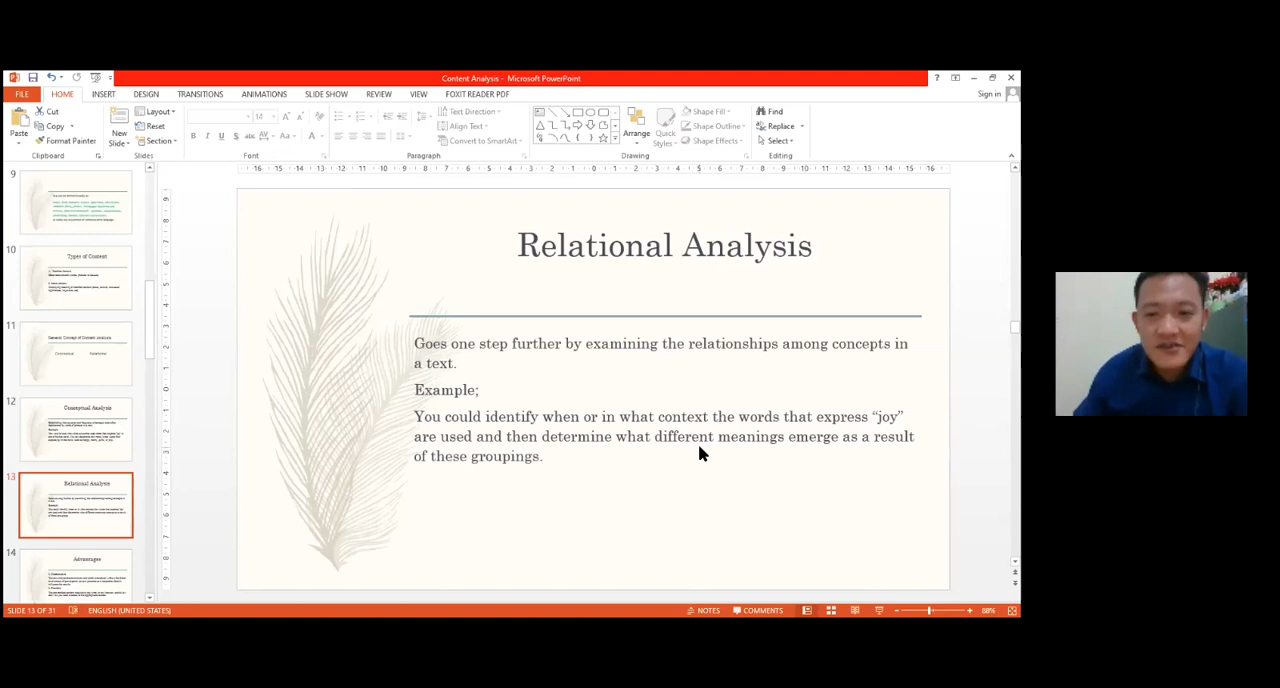 Content Analysis - Microsoft PowerPoint
FILE HOME INSERT DESIGN TRANSITIONS ANIMATIONS SLIDE SHOW REVIEW VIEW FOXIT READER PDF Sign in
Paste
Cut
Copy
Format Painter
Clipboard
New Slide
Layout
Reset
Section
Slides
14
Font
Text Direction
Align Text
Convert to SmartArt
Paragraph
Arrange
Quick Styles
Shape Fill
Shape Outline
Shape Effects
Drawing
Find
Replace
Select
Editing
9
10
Types of Content
11
General Concept of Content Analysis
Conceptual Relational
12
Conceptual Analysis
13
Relational Analysis
14
Advantages
Relational Analysis
Goes one step further by examining the relationships among concepts in
a text.
Example;
You could identify when or in what context the words that express “joy”
are used and then determine what different meanings emerge as a result
of these groupings.
SLIDE 13 OF 31 ENGLISH (UNITED STATES) NOTES COMMENTS 88%